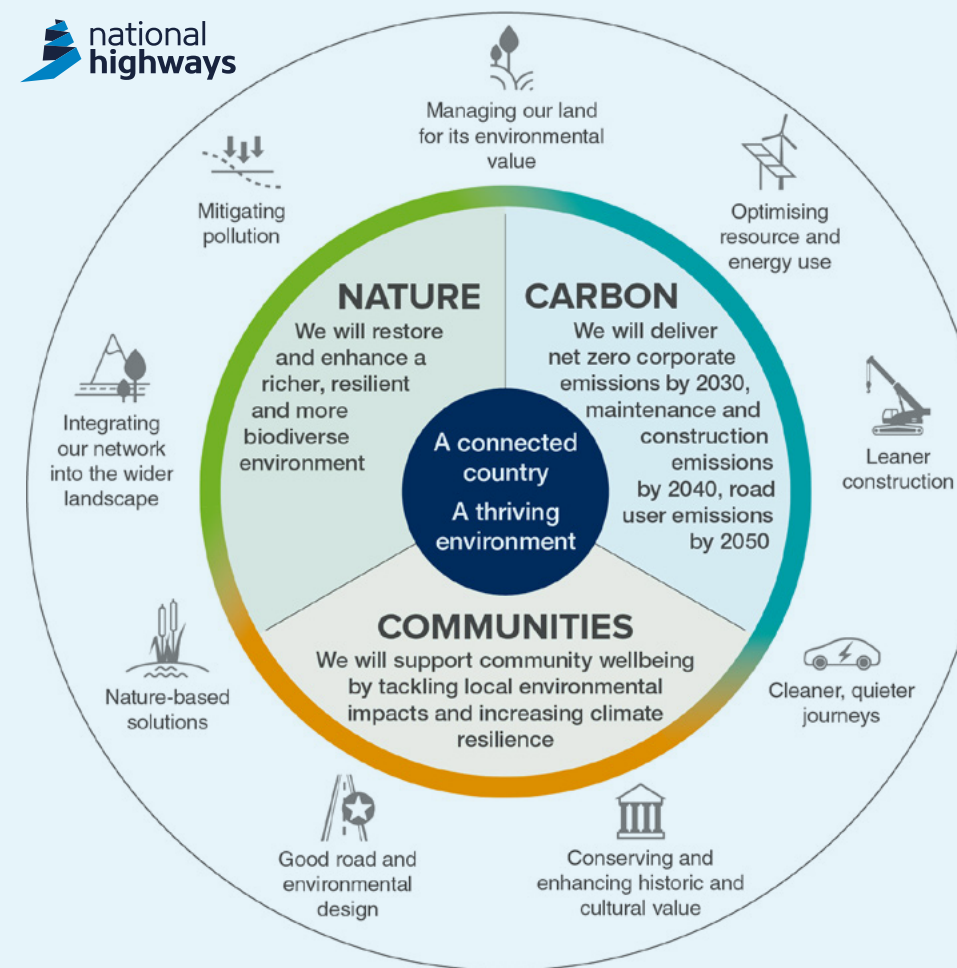 national
highways
Managing our land
for its environmental
value
Optimising
resource and
energy use
Leaner
construction
Cleaner, quieter
journeys
Conserving and
enhancing historic and
cultural value
Good road and
environmental
design
Nature-based
solutions
Integrating
our network
into the wider
landscape
Mitigating
pollution
NATURE
We will restore
and enhance a
richer, resilient
and more
biodiverse
environment
CARBON
We will deliver
net zero corporate
emissions by 2030,
maintenance and
construction
emissions
by 2040, road
user emissions
by 2050
A connected
country
A thriving
environment
COMMUNITIES
We will support community wellbeing
by tackling local environmental
impacts and increasing climate
resilience